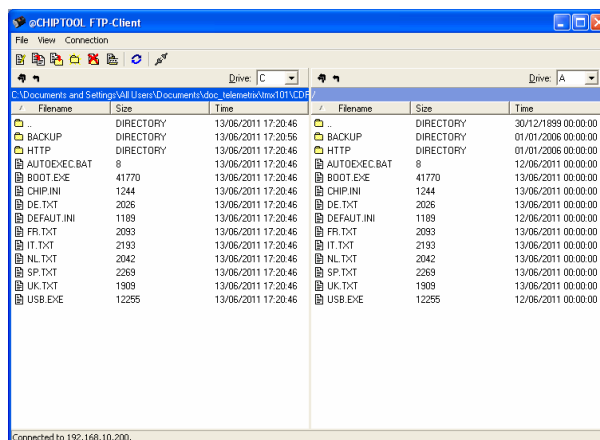 @CHIPTOOL FTP-Client
File View Connection
Drive: C Drive: A
C:\Documents and Settings\All Users\Documents\doc_telemetrix\tmx101\CDF /
Filename Size Time Filename Size Time
.. DIRECTORY 13/06/2011 17:20:46 .. DIRECTORY 30/12/1899 00:00:00
BACKUP DIRECTORY 13/06/2011 17:20:56 BACKUP DIRECTORY 01/01/2006 00:00:00
HTTP DIRECTORY 13/06/2011 17:20:46 HTTP DIRECTORY 01/01/2006 00:00:00
AUTOEXEC.BAT 8 13/06/2011 17:20:46 AUTOEXEC.BAT 8 12/06/2011 00:00:00
BOOT.EXE 41770 13/06/2011 17:20:46 BOOT.EXE 41770 13/06/2011 00:00:00
CHIP.INI 1244 13/06/2011 17:20:46 CHIP.INI 1244 13/06/2011 00:00:00
DE.TXT 2026 13/06/2011 17:20:46 DE.TXT 2026 13/06/2011 00:00:00
DEFAUT.INI 1189 13/06/2011 17:20:46 DEFAUT.INI 1189 12/06/2011 00:00:00
FR.TXT 2093 13/06/2011 17:20:46 FR.TXT 2093 13/06/2011 00:00:00
IT.TXT 2193 13/06/2011 17:20:46 IT.TXT 2193 13/06/2011 00:00:00
NL.TXT 2042 13/06/2011 17:20:46 NL.TXT 2042 13/06/2011 00:00:00
SP.TXT 2269 13/06/2011 17:20:46 SP.TXT 2269 13/06/2011 00:00:00
UK.TXT 1909 13/06/2011 17:20:46 UK.TXT 1909 13/06/2011 00:00:00
USB.EXE 12255 13/06/2011 17:20:46 USB.EXE 12255 12/06/2011 00:00:00
Connected to 192.168.10.200.